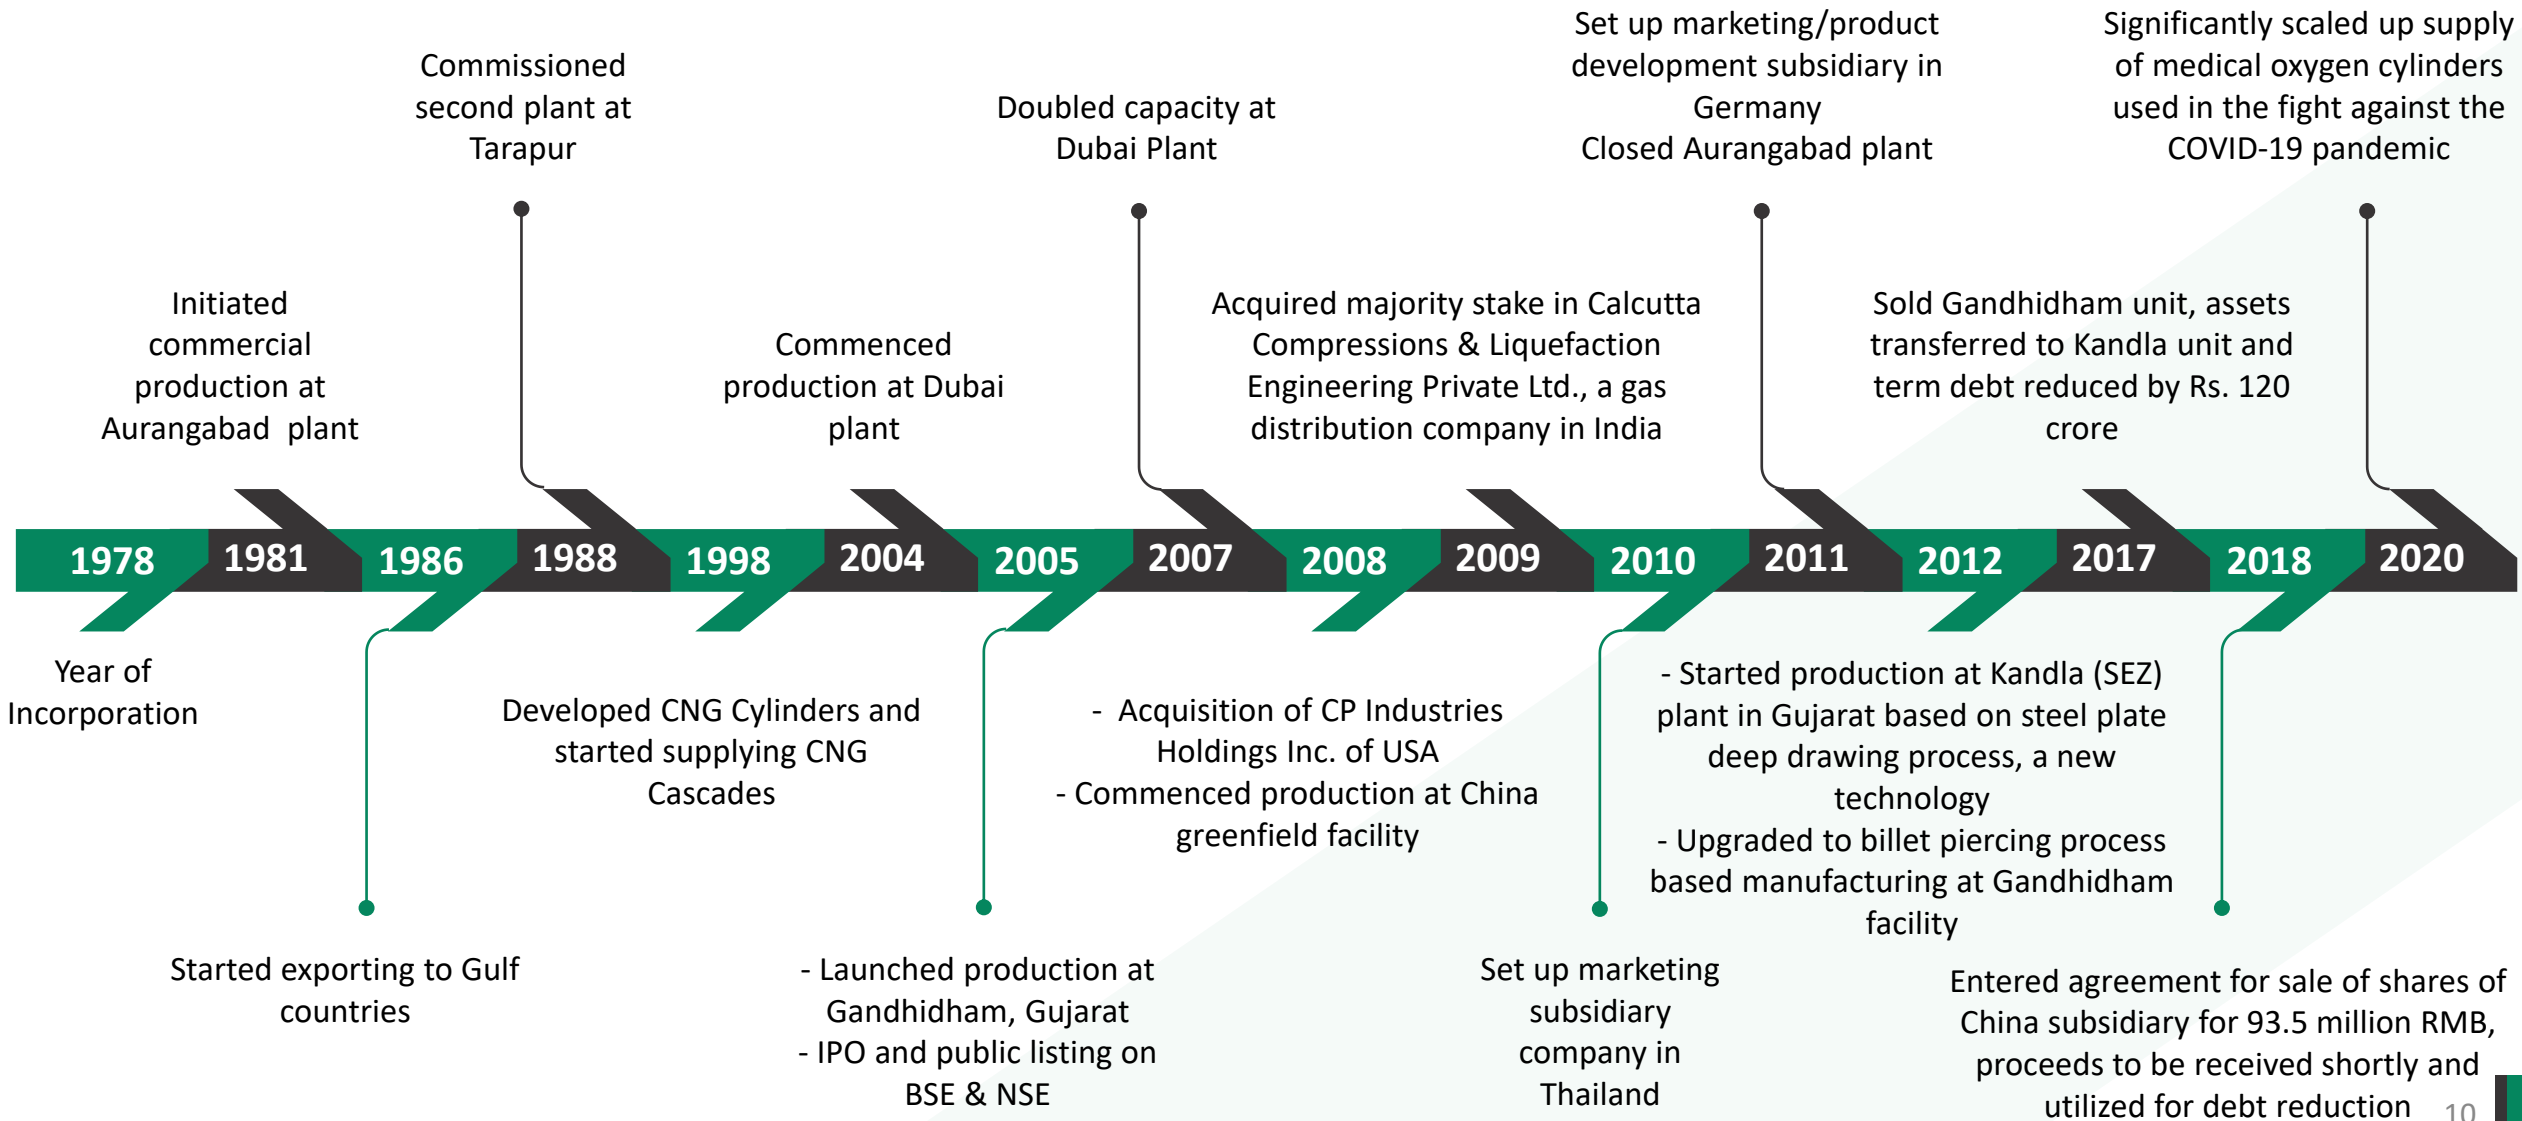 Set up marketing/product
development subsidiary in
Germany
Closed Aurangabad plant
Significantly scaled up supply
of medical oxygen cylinders
used in the fight against the
COVID-19 pandemic
Commissioned
second plant at
Tarapur
Doubled capacity at
Dubai Plant
Initiated
commercial
production at
Aurangabad plant
Commenced
production at Dubai
plant
Acquired majority stake in Calcutta
Compressions & Liquefaction
Engineering Private Ltd., a gas
distribution company in India
Sold Gandhidham unit, assets
transferred to Kandla unit and
term debt reduced by Rs. 120
crore
1978 1981 1986 1988 1998 2004 2005 2007 2008 2009 2010 2011 2012 2017 2018 2020
Year of
Incorporation
Developed CNG Cylinders and
started supplying CNG
Cascades
- Acquisition of CP Industries
Holdings Inc. of USA
- Commenced production at China
greenfield facility
- Started production at Kandla (SEZ)
plant in Gujarat based on steel plate
deep drawing process, a new
technology
- Upgraded to billet piercing process
based manufacturing at Gandhidham
facility
Started exporting to Gulf
countries
- Launched production at
Gandhidham, Gujarat
- IPO and public listing on
BSE & NSE
Set up marketing
subsidiary
company in
Thailand
Entered agreement for sale of shares of
China subsidiary for 93.5 million RMB,
proceeds to be received shortly and
utilized for debt reduction
10